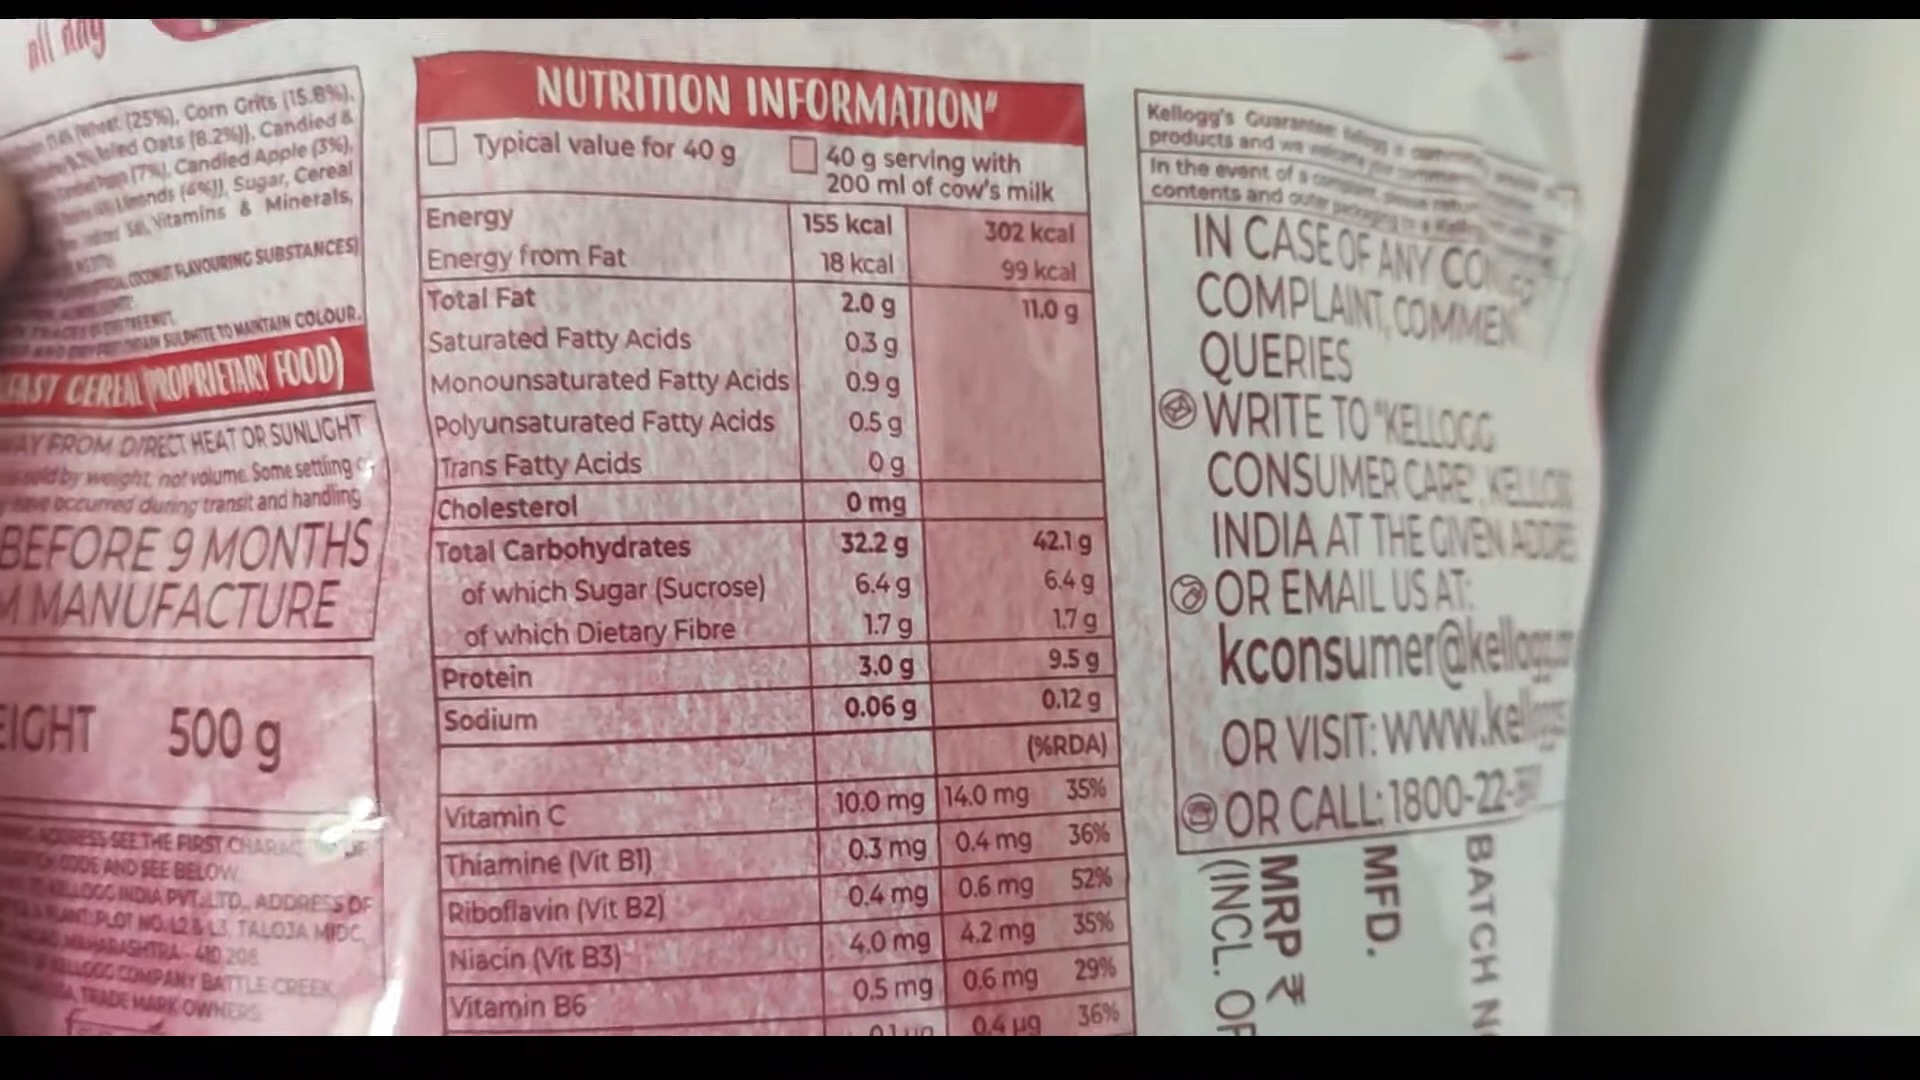 all day
(25%), Corn Grits (15.8%),
Oats (8.2%)), Candied &
(7%), Candied Apple (3%),
(4%)), Sugar, Cereal
Vitamins & Minerals,
FLAVOURING SUBSTANCES)
SULPHITE TO MAINTAIN COLOUR.
CEREAL (PROPRIETARY FOOD)
FROM DIRECT HEAT OR SUNLIGHT
sold by weight, not volume. Some settling
have occurred during transit and handling
BEFORE 9 MONTHS
MANUFACTURE
500 g
SEE THE FIRST
CODE AND SEE BELOW
KELLOGG INDIA PVT. LTD., ADDRESS OF
PLOT NO. L2 & L3, TALOJA MIDC,
MAHARASHTRA - 410 208
KELLOGG COMPANY BATTLE CREEK,
TRADE MARK OWNERS
NUTRITION INFORMATION"
Typical value for 40 g
40 g serving with
200 ml of cow's milk
Energy 155 kcal 302 kcal
Energy from Fat 18 kcal 99 kcal
Total Fat 2.0 g 11.0 g
Saturated Fatty Acids 0.3 g
Monounsaturated Fatty Acids 0.9 g
Polyunsaturated Fatty Acids 0.5 g
Trans Fatty Acids 0 g
Cholesterol 0 mg
Total Carbohydrates 32.2 g 42.1 g
of which Sugar (Sucrose) 6.4 g 6.4 g
of which Dietary Fibre 1.7 g 1.7 g
Protein 3.0 g 9.5 g
Sodium 0.06 g 0.12 g
(%RDA)
Vitamin C 10.0 mg 14.0 mg 35%
Thiamine (Vit B1) 0.3 mg 0.4 mg 36%
Riboflavin (Vit B2) 0.4 mg 0.6 mg 52%
Niacin (Vit B3) 4.0 mg 4.2 mg 35%
Vitamin B6 0.5 mg 0.6 mg 29%
0.4 µg 36%
Kellogg's Guarantee:
products and we
In the event of a
contents and outer
IN CASE OF ANY
COMPLAINT,
QUERIES
WRITE TO "KELLOGG
CONSUMER CARE",
INDIA AT THE GIVEN
OR EMAIL US AT:
OR VISIT:
OR CALL: 1800-22-
BATCH
MFD.
MRP ₹
(INCL. OF